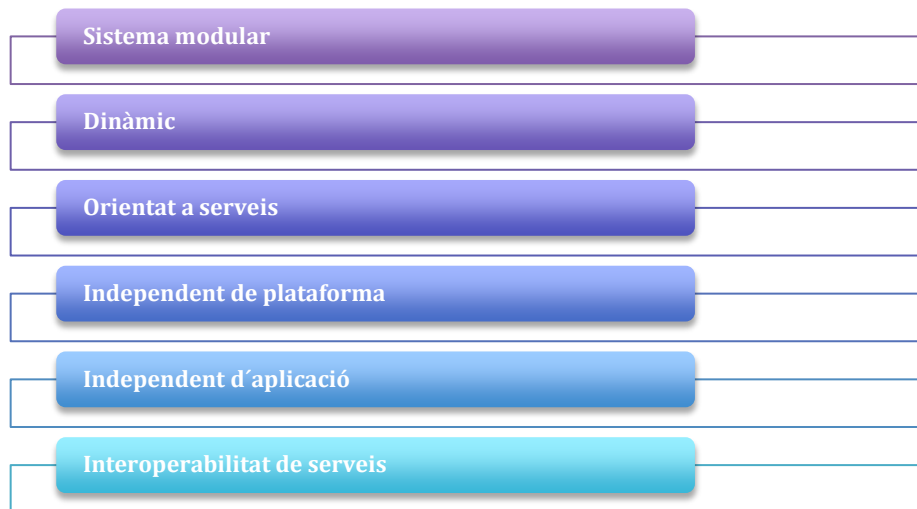 Sistema modular
Dinàmic
Orientat a serveis
Independent de plataforma
Independent d´aplicació
Interoperabilitat de serveis